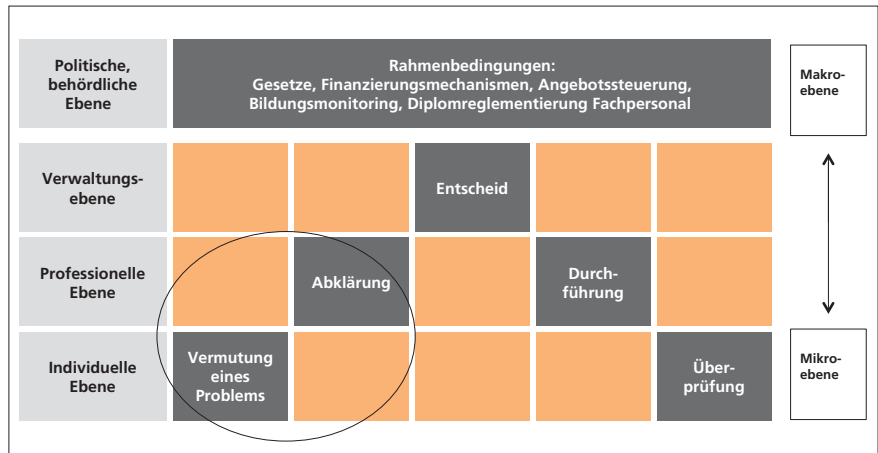 Politische,
behördliche
Ebene
Rahmenbedingungen:
Gesetze, Finanzierungsmechanismen, Angebotssteuerung,
Bildungsmonitoring, Diplomreglementierung Fachpersonal
Makro-
ebene
Verwaltungs-
ebene
Entscheid
Professionelle
Ebene
Abklärung
Durch-
führung
Individuelle
Ebene
Vermutung
eines
Problems
Über-
prüfung
Mikro-
ebene